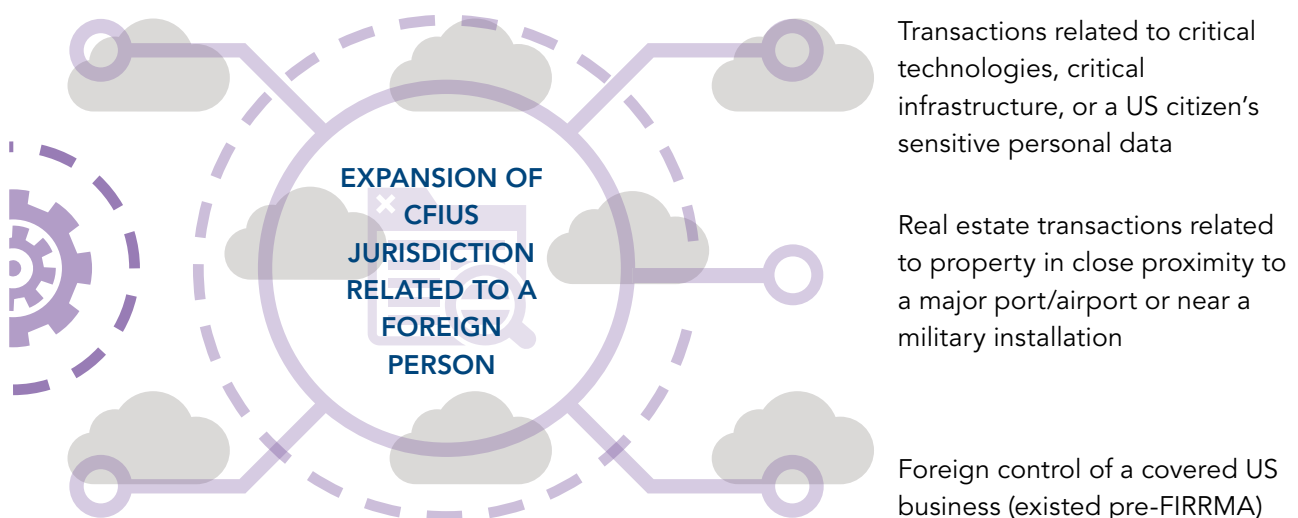 EXPANSION OF
CFIUS
JURISDICTION
RELATED TO A
FOREIGN
PERSON
Transactions related to critical
technologies, critical
infrastructure, or a US citizen’s
sensitive personal data
Real estate transactions related
to property in close proximity to
a major port/airport or near a
military installation
Foreign control of a covered US
business (existed pre-FIRRMA)